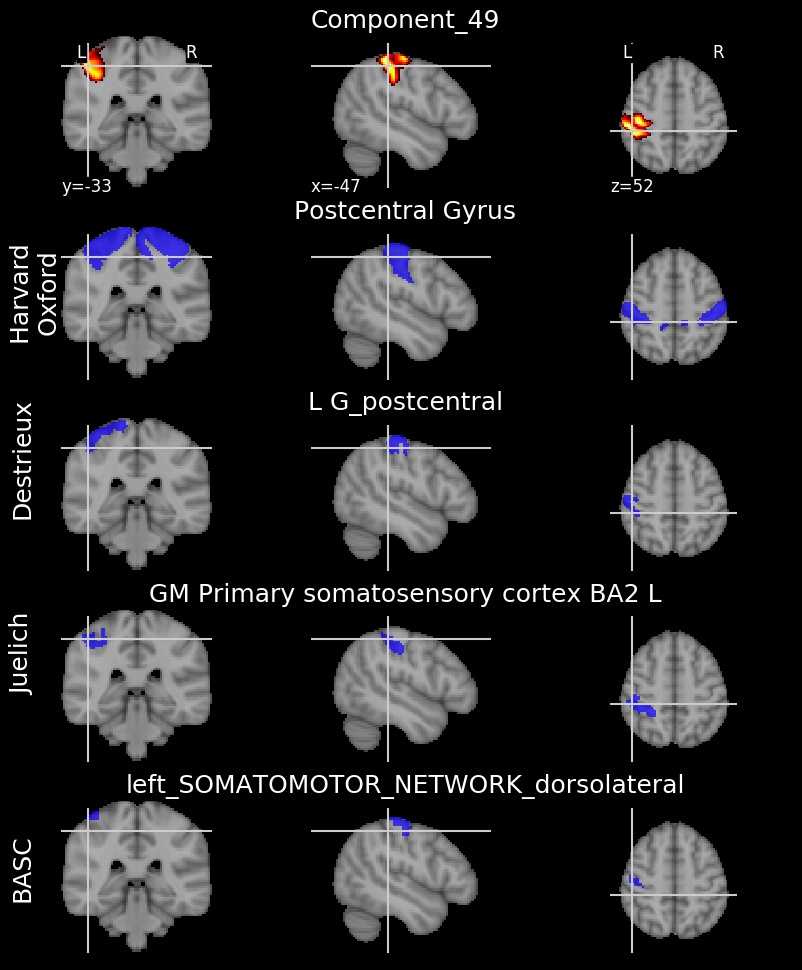 Component_49
L R L R
y=-33 x=-47 z=52
Postcentral Gyrus
Harvard
Oxford
L G_postcentral
Destrieux
GM Primary somatosensory cortex BA2 L
Juelich
left_SOMATOMOTOR_NETWORK_dorsolateral
BASC